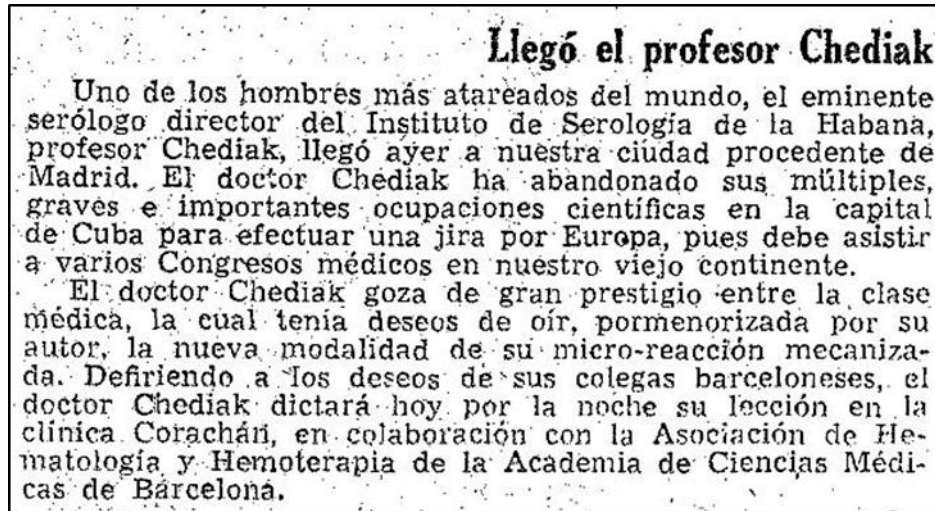 Llegó el profesor Chediak
Uno de los hombres más atareados del mundo, el eminente
serólogo director del Instituto de Serología de la Habana,
profesor Chediak, llegó ayer a nuestra ciudad procedente de
Madrid. El doctor Chediak ha abandonado sus múltiples,
graves e importantes ocupaciones científicas en la capital
de Cuba para efectuar una jira por Europa, pues debe asistir
a varios Congresos médicos en nuestro viejo continente.
El doctor Chediak goza de gran prestigio entre la clase
médica, la cual tenía deseos de oír, pormenorizada por su
autor, la nueva modalidad de su micro-reacción mecaniza-
da. Defiriendo a los deseos de sus colegas barceloneses, el
doctor Chediak dictará hoy por la noche su lección en la
clínica Corachán, en colaboración con la Asociación de He-
matología y Hemoterapia de la Academia de Ciencias Médi-
cas de Barcelona.